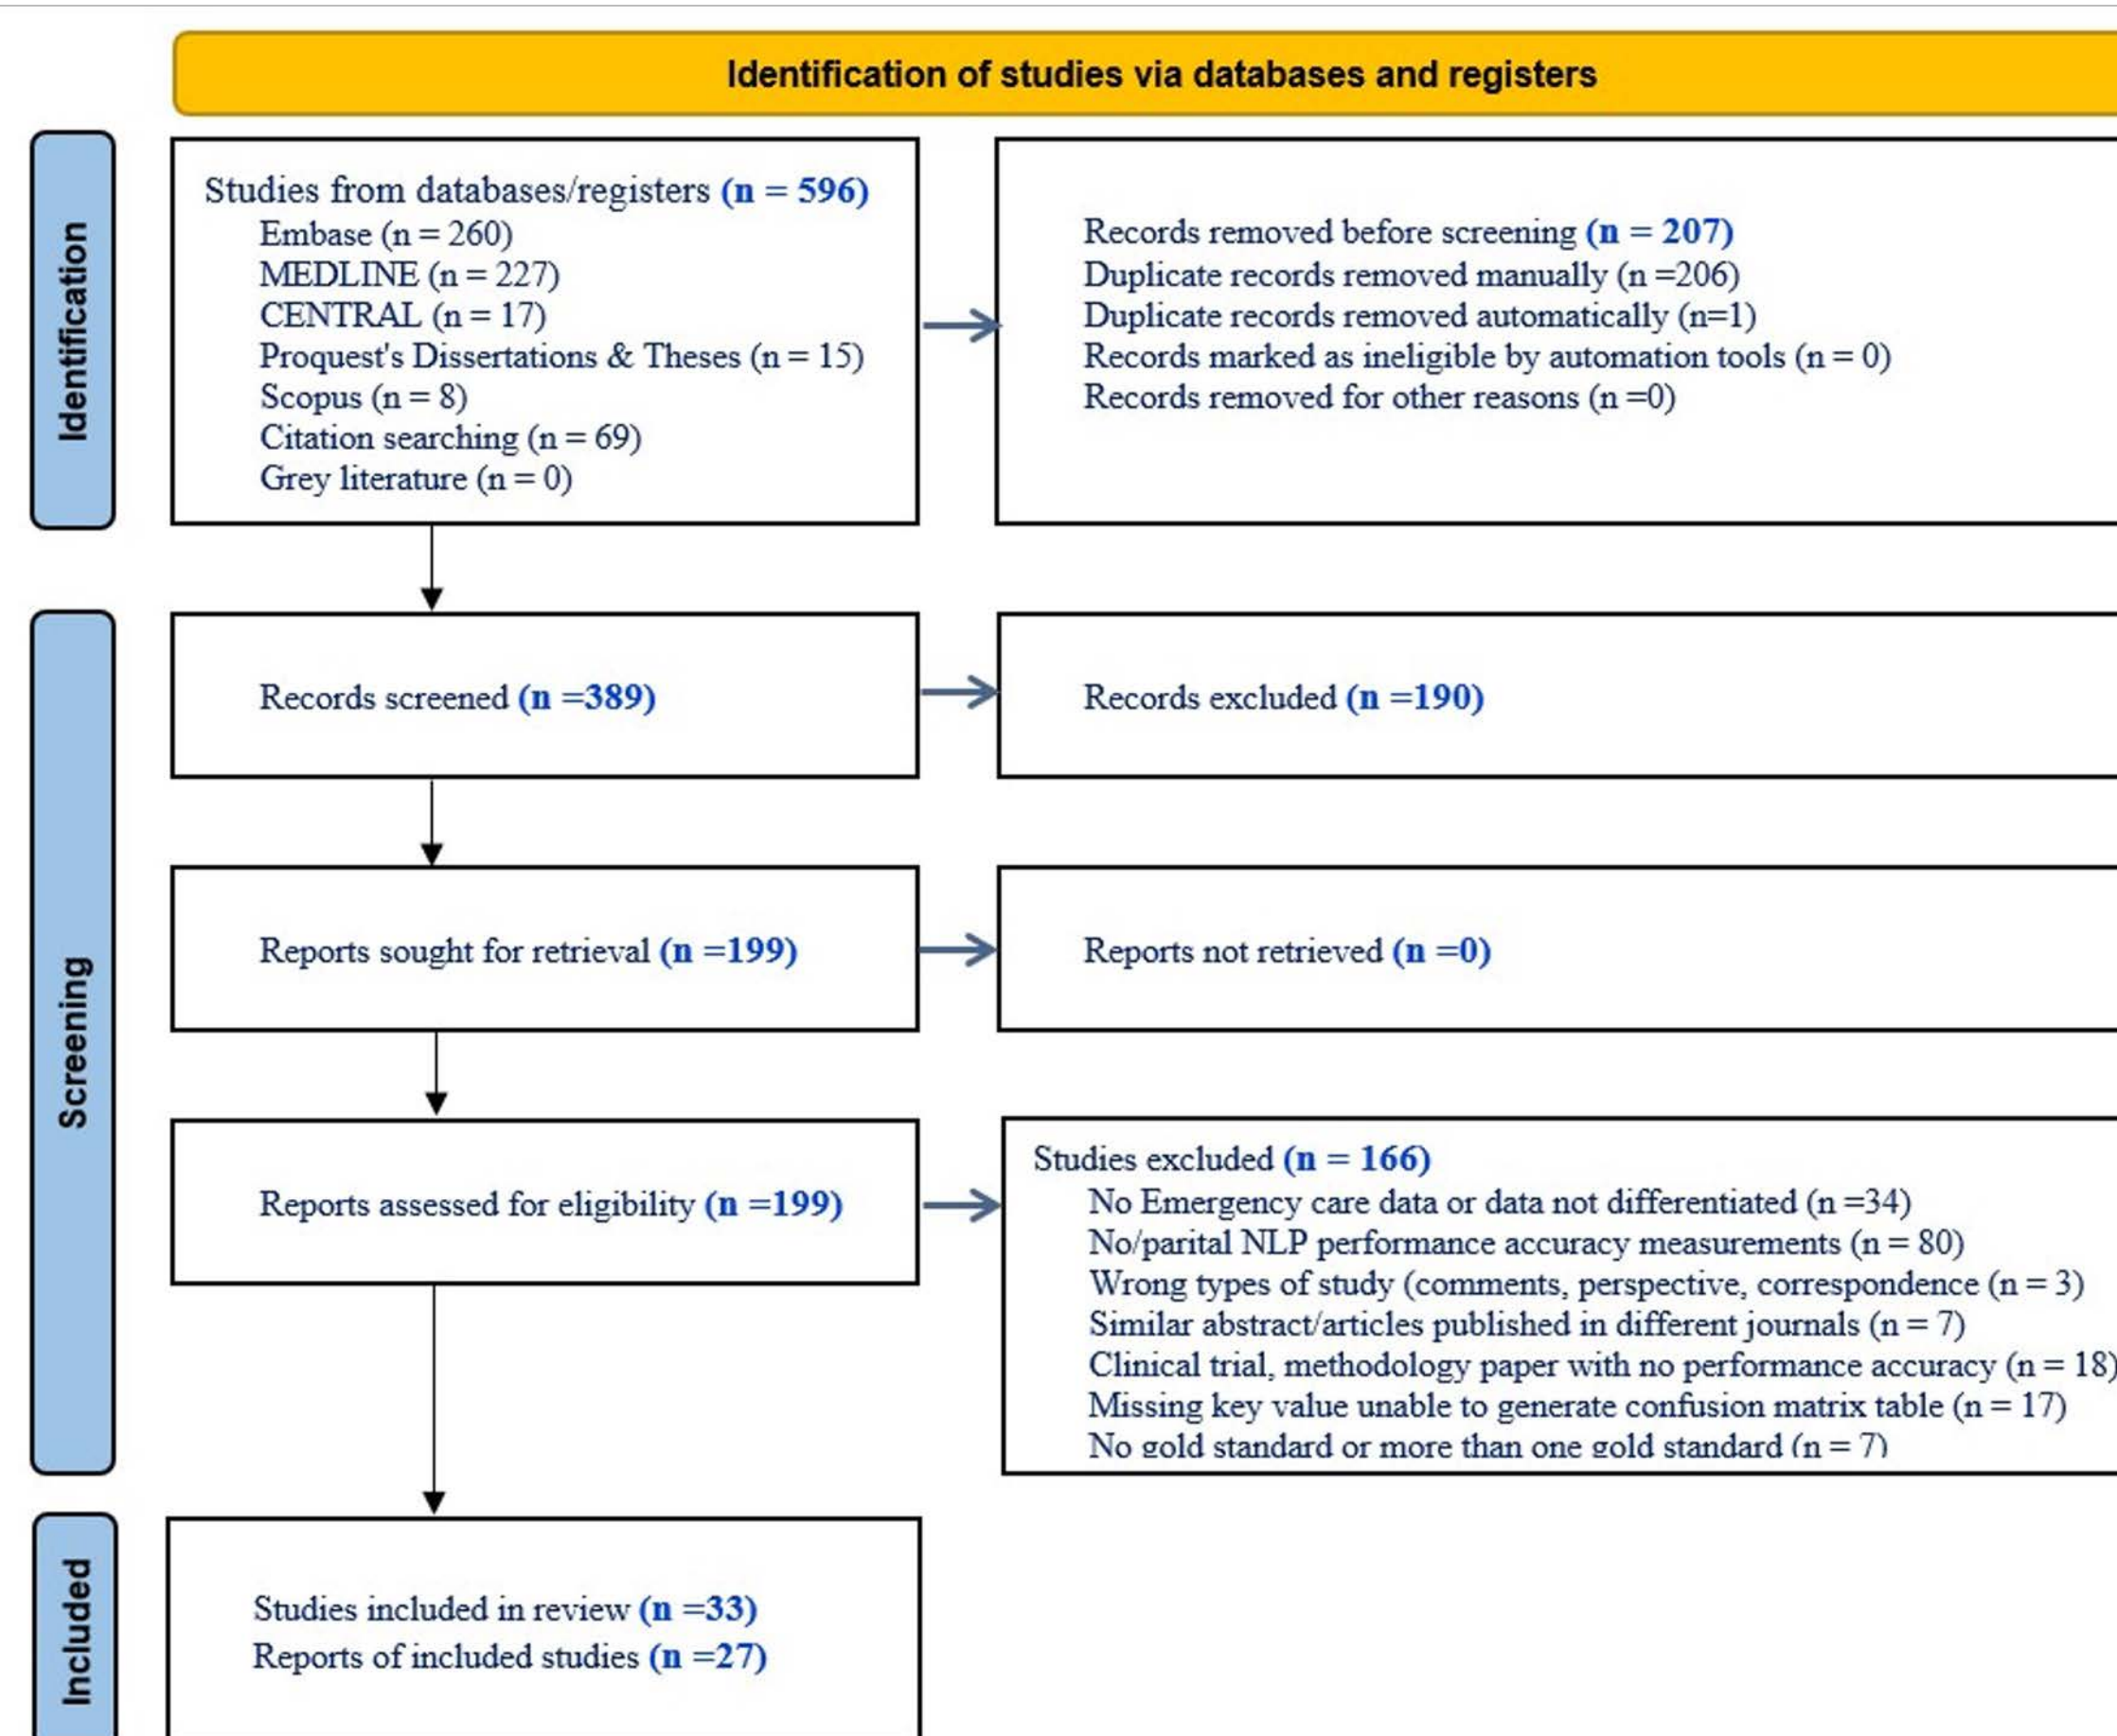 Identification of studies via databases and registers
Identification
Studies from databases/registers (n = 596)
Embase (n = 260)
MEDLINE (n = 227)
CENTRAL (n = 17)
Proquest's Dissertations & Theses (n = 15)
Scopus (n = 8)
Citation searching (n = 69)
Grey literature (n = 0)
Records removed before screening (n = 207)
Duplicate records removed manually (n =206)
Duplicate records removed automatically (n=1)
Records marked as ineligible by automation tools (n = 0)
Records removed for other reasons (n =0)
Screening
Records screened (n =389)
Records excluded (n =190)
Reports sought for retrieval (n =199)
Reports not retrieved (n =0)
Reports assessed for eligibility (n =199)
Studies excluded (n = 166)
No Emergency care data or data not differentiated (n =34)
No/parital NLP performance accuracy measurements (n = 80)
Wrong types of study (comments, perspective, correspondence (n = 3)
Similar abstract/articles published in different journals (n = 7)
Clinical trial, methodology paper with no performance accuracy (n = 18)
Missing key value unable to generate confusion matrix table (n = 17)
No gold standard or more than one gold standard (n = 7)
Included
Studies included in review (n =33)
Reports of included studies (n =27)